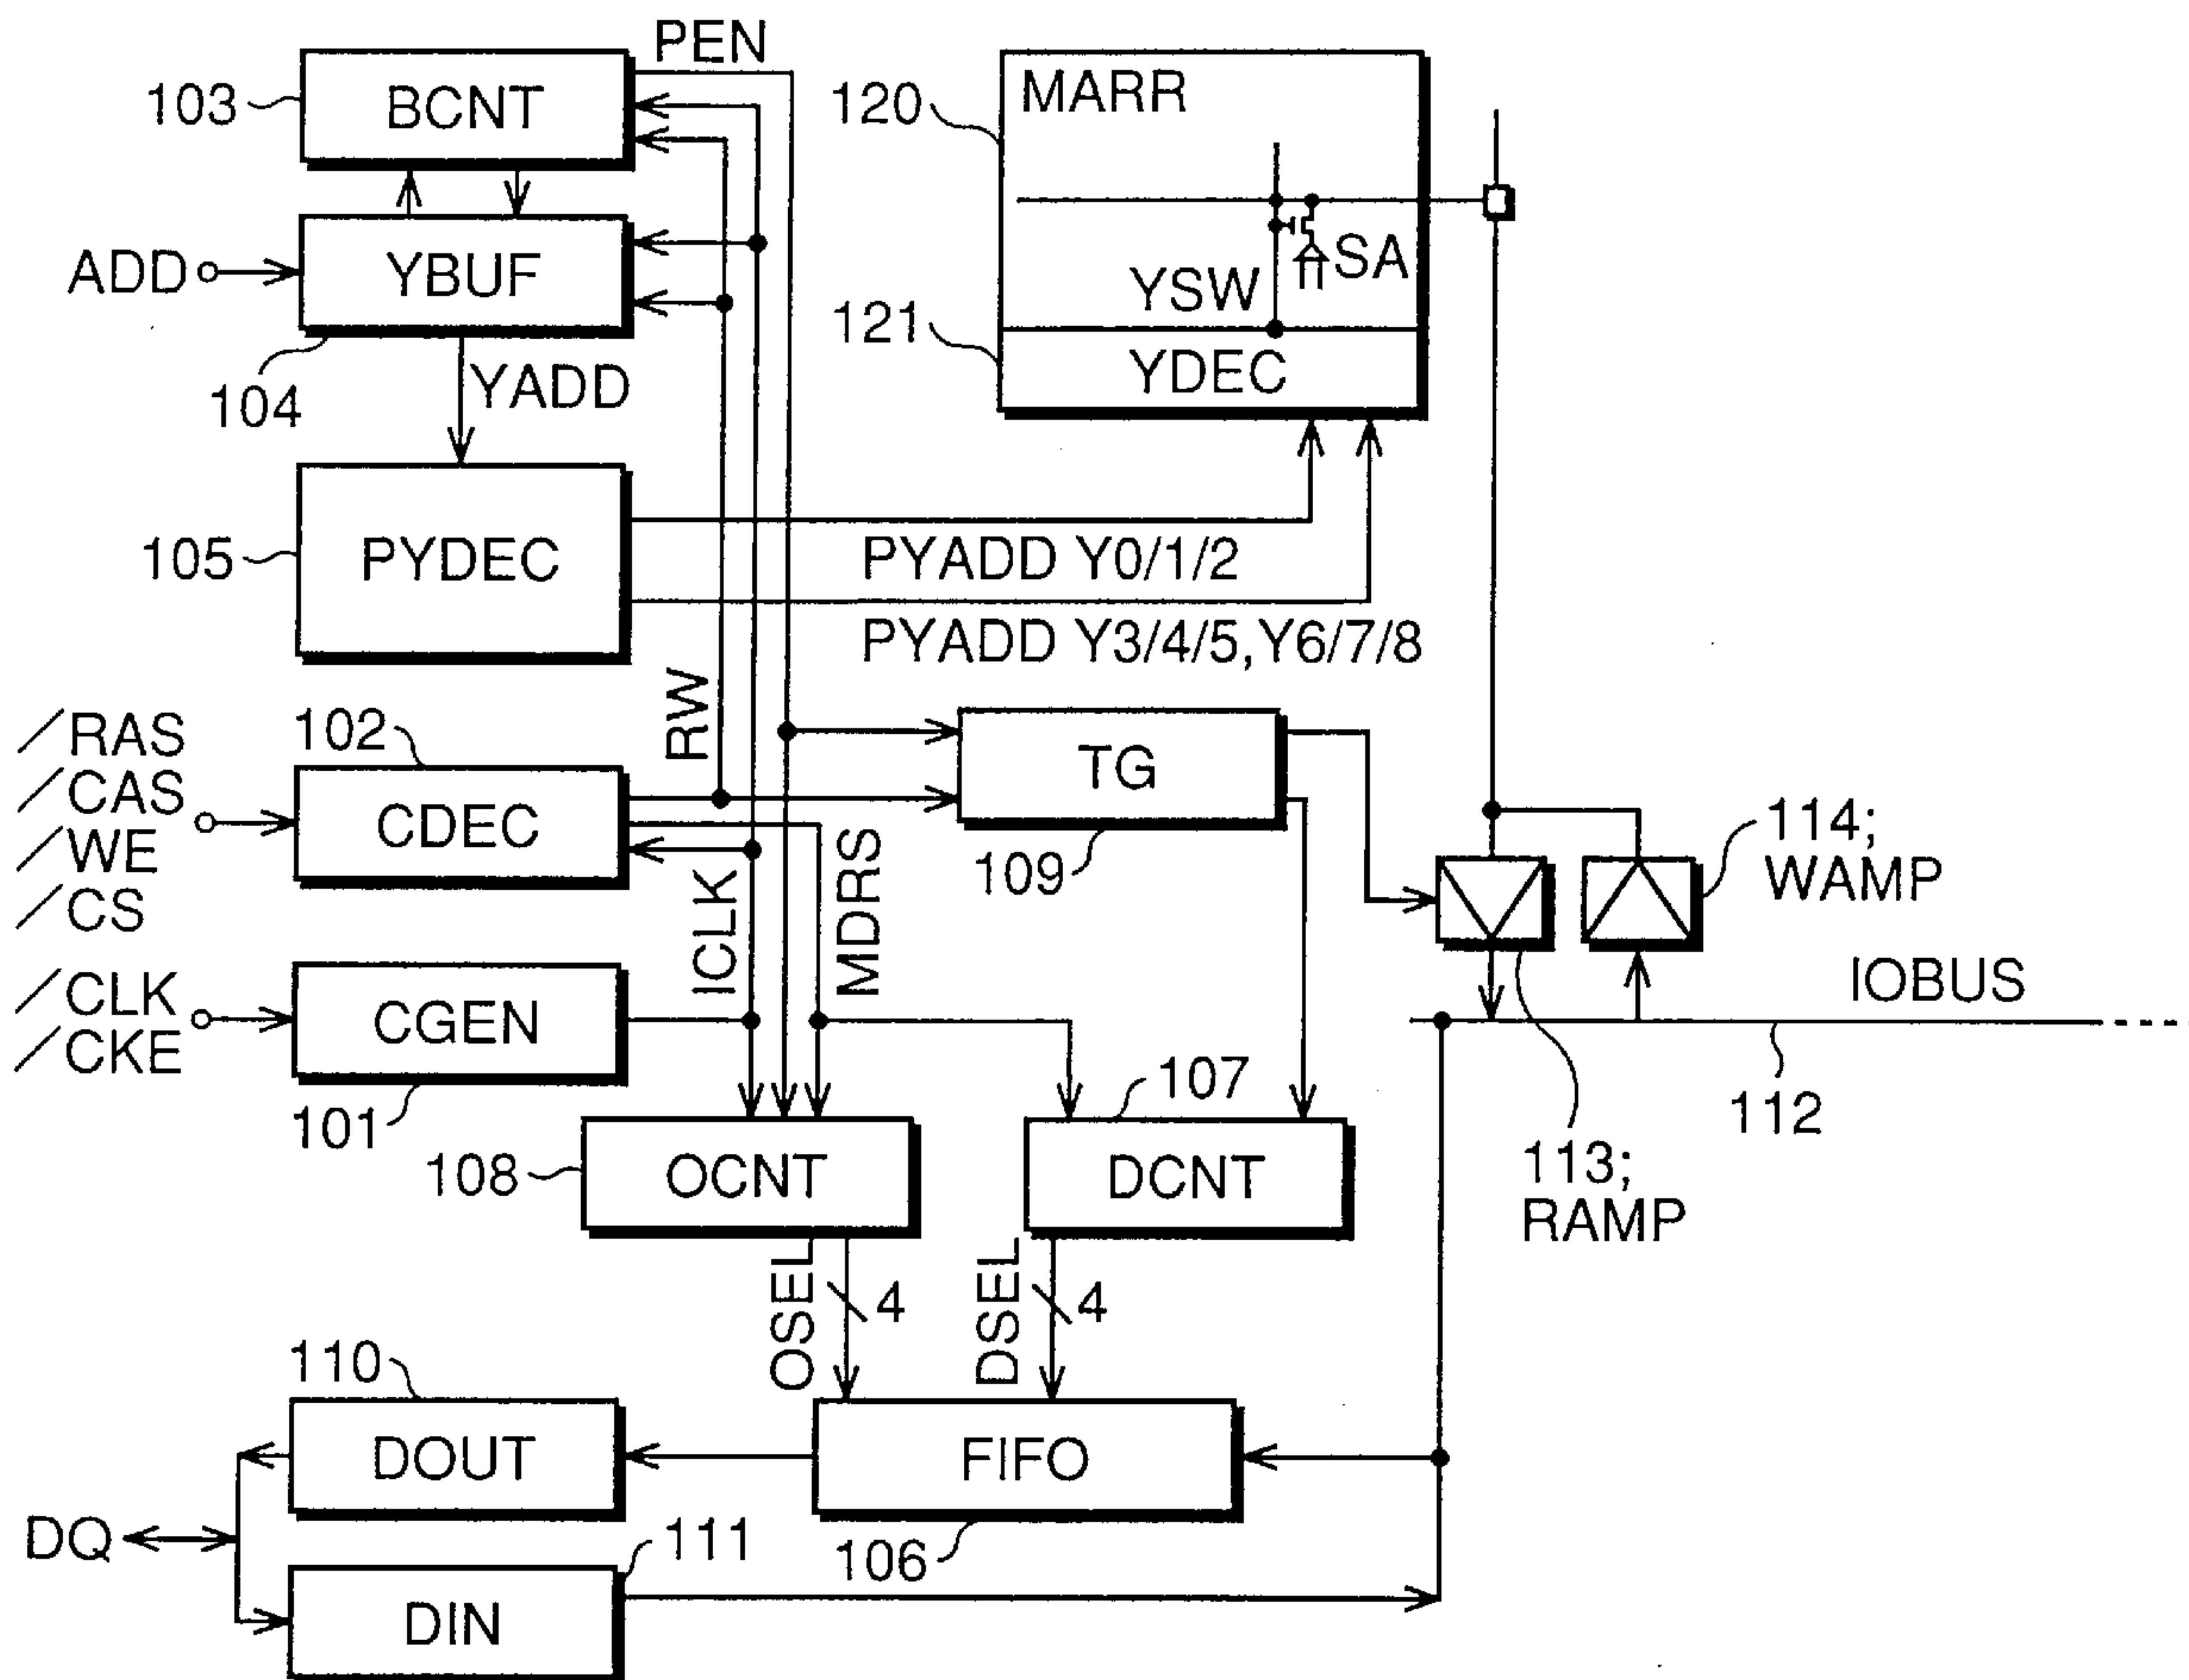 PEN
103
BCNT
120
MARR
ADD
YBUF
YSW
SA
121
YDEC
104
YADD
105
PYDEC
PYADD Y0/1/2
PYADD Y3/4/5,Y6/7/8
RW
/RAS
/CAS
/WE
/CS
102
CDEC
TG
109
114;
WAMP
ICLK
MDRS
/CLK
/CKE
CGEN
101
IOBUS
112
107
108
OCNT
DCNT
113;
RAMP
OSEL
4
DSEL
4
110
DOUT
FIFO
106
DQ
111
DIN